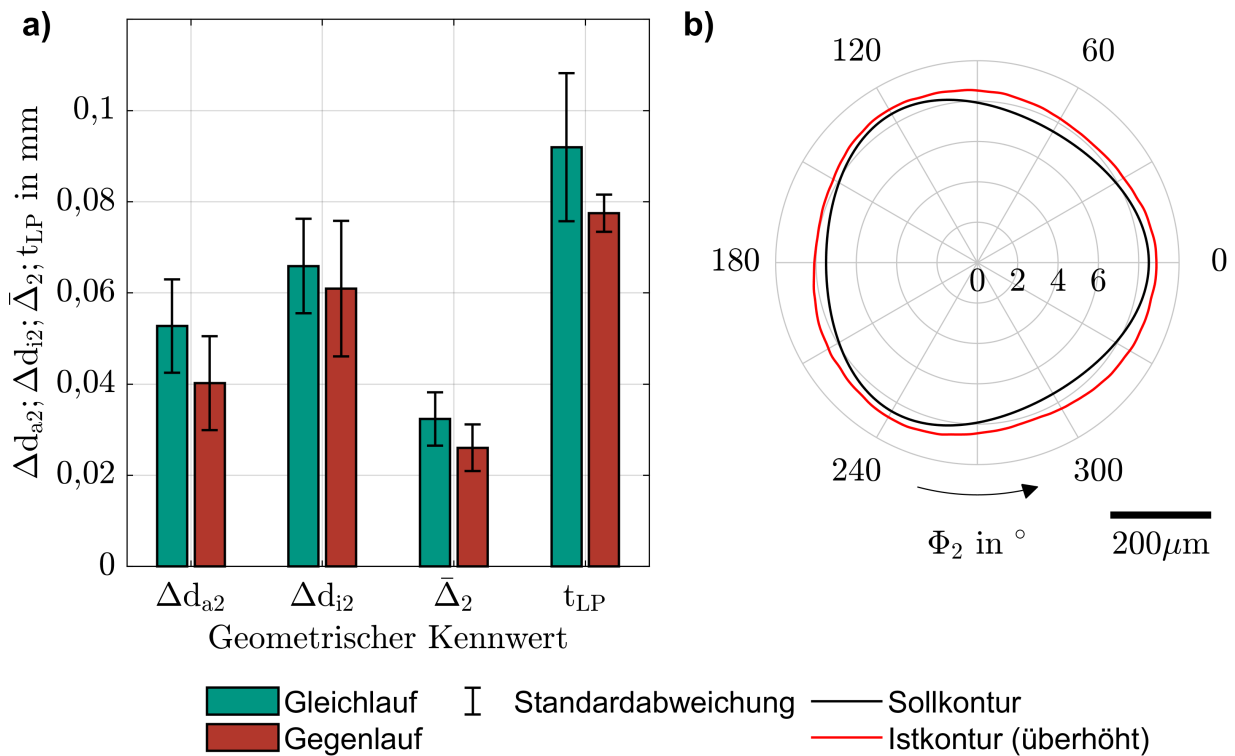 a)
Δd_a2; Δd_i2; Δ̄_2; t_LP in mm
0,1
0,08
0,06
0,04
0,02
0
Δd_a2 Δd_i2 Δ̄_2 t_LP
Geometrischer Kennwert
b)
120 60
180 0 2 4 6 0
240 300
Φ_2 in °
200μm
Gleichlauf Standardabweichung Sollkontur
Gegenlauf Istkontur (überhöht)